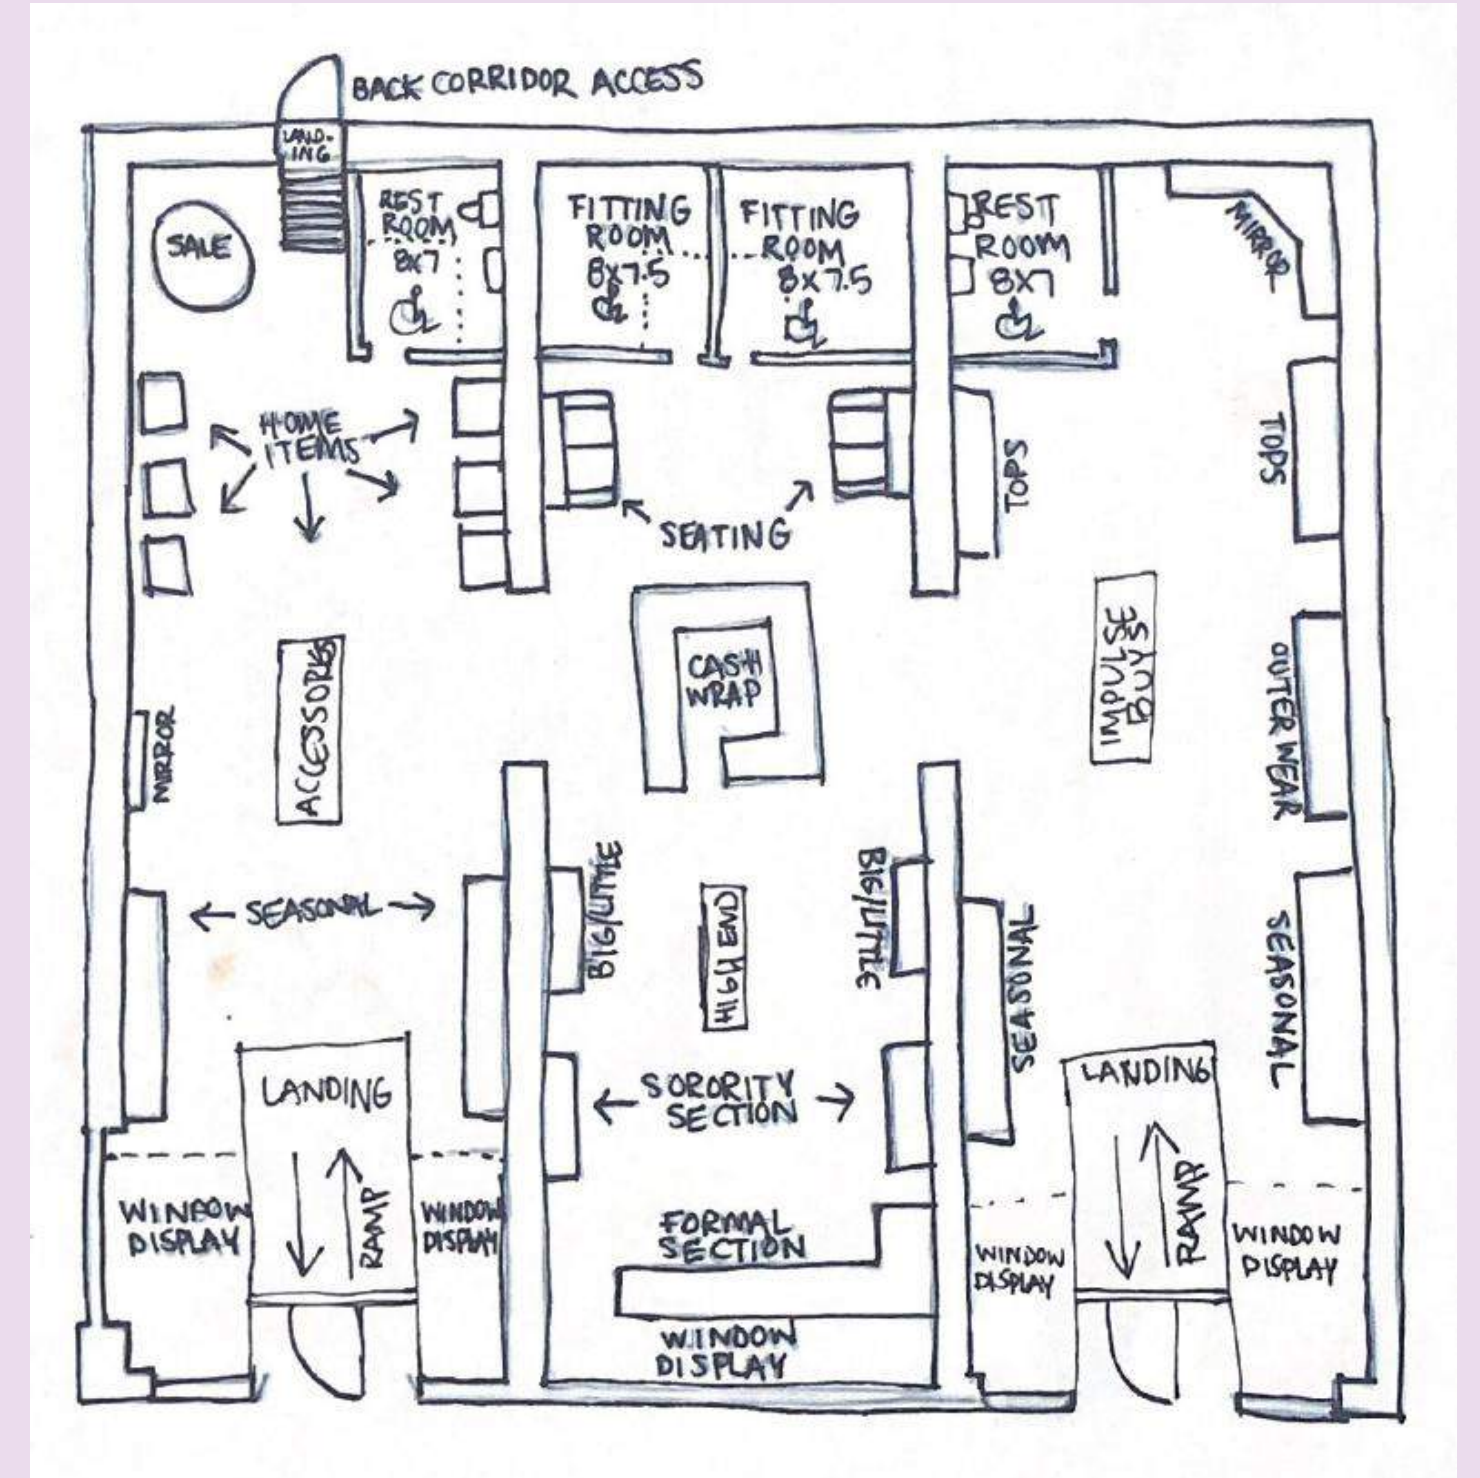 BACK CORRIDOR ACCESS
LAND-
ING
SALE
REST
ROOM
8X7
FITTING
ROOM
8X7.5
FITTING
ROOM
8X7.5
REST
ROOM
8X7
MIRROR
HOME
ITEMS
SEATING
TOPS
TOPS
CASH
WRAP
ACCESSORIES
MIRROR
IMPULSE
BUYS
OUTER WEAR
SEASONAL
BIG/LITTLE
HIGH END
BIG/LITTLE
SEASONAL
SEASONAL
LANDING
SORORITY
SECTION
LANDING
WINDOW
DISPLAY
RAMP
WINDOW
DISPLAY
FORMAL
SECTION
WINDOW
DISPLAY
WINDOW
DISPLAY
RAMP
WINDOW
DISPLAY